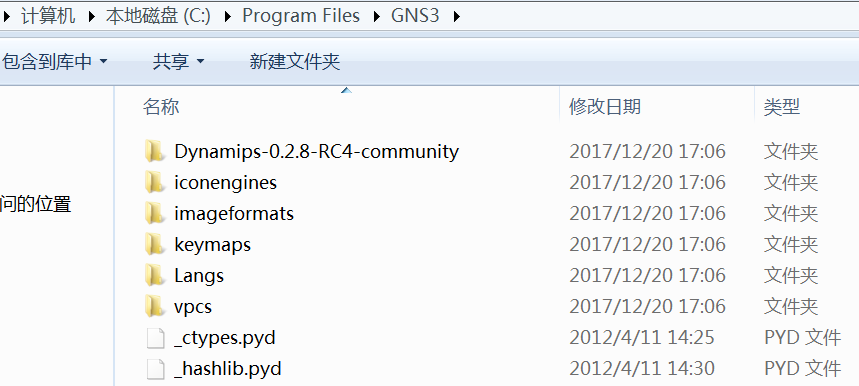 计算机 本地磁盘 (C:) Program Files GNS3
包含到库中 共享 新建文件夹
名称 修改日期 类型
Dynamips-0.2.8-RC4-community 2017/12/20 17:06 文件夹
iconengines 2017/12/20 17:06 文件夹
问的位置
imageformats 2017/12/20 17:06 文件夹
keymaps 2017/12/20 17:06 文件夹
Langs 2017/12/20 17:06 文件夹
vpcs 2017/12/20 17:06 文件夹
_ctypes.pyd 2012/4/11 14:25 PYD 文件
_hashlib.pyd 2012/4/11 14:30 PYD 文件